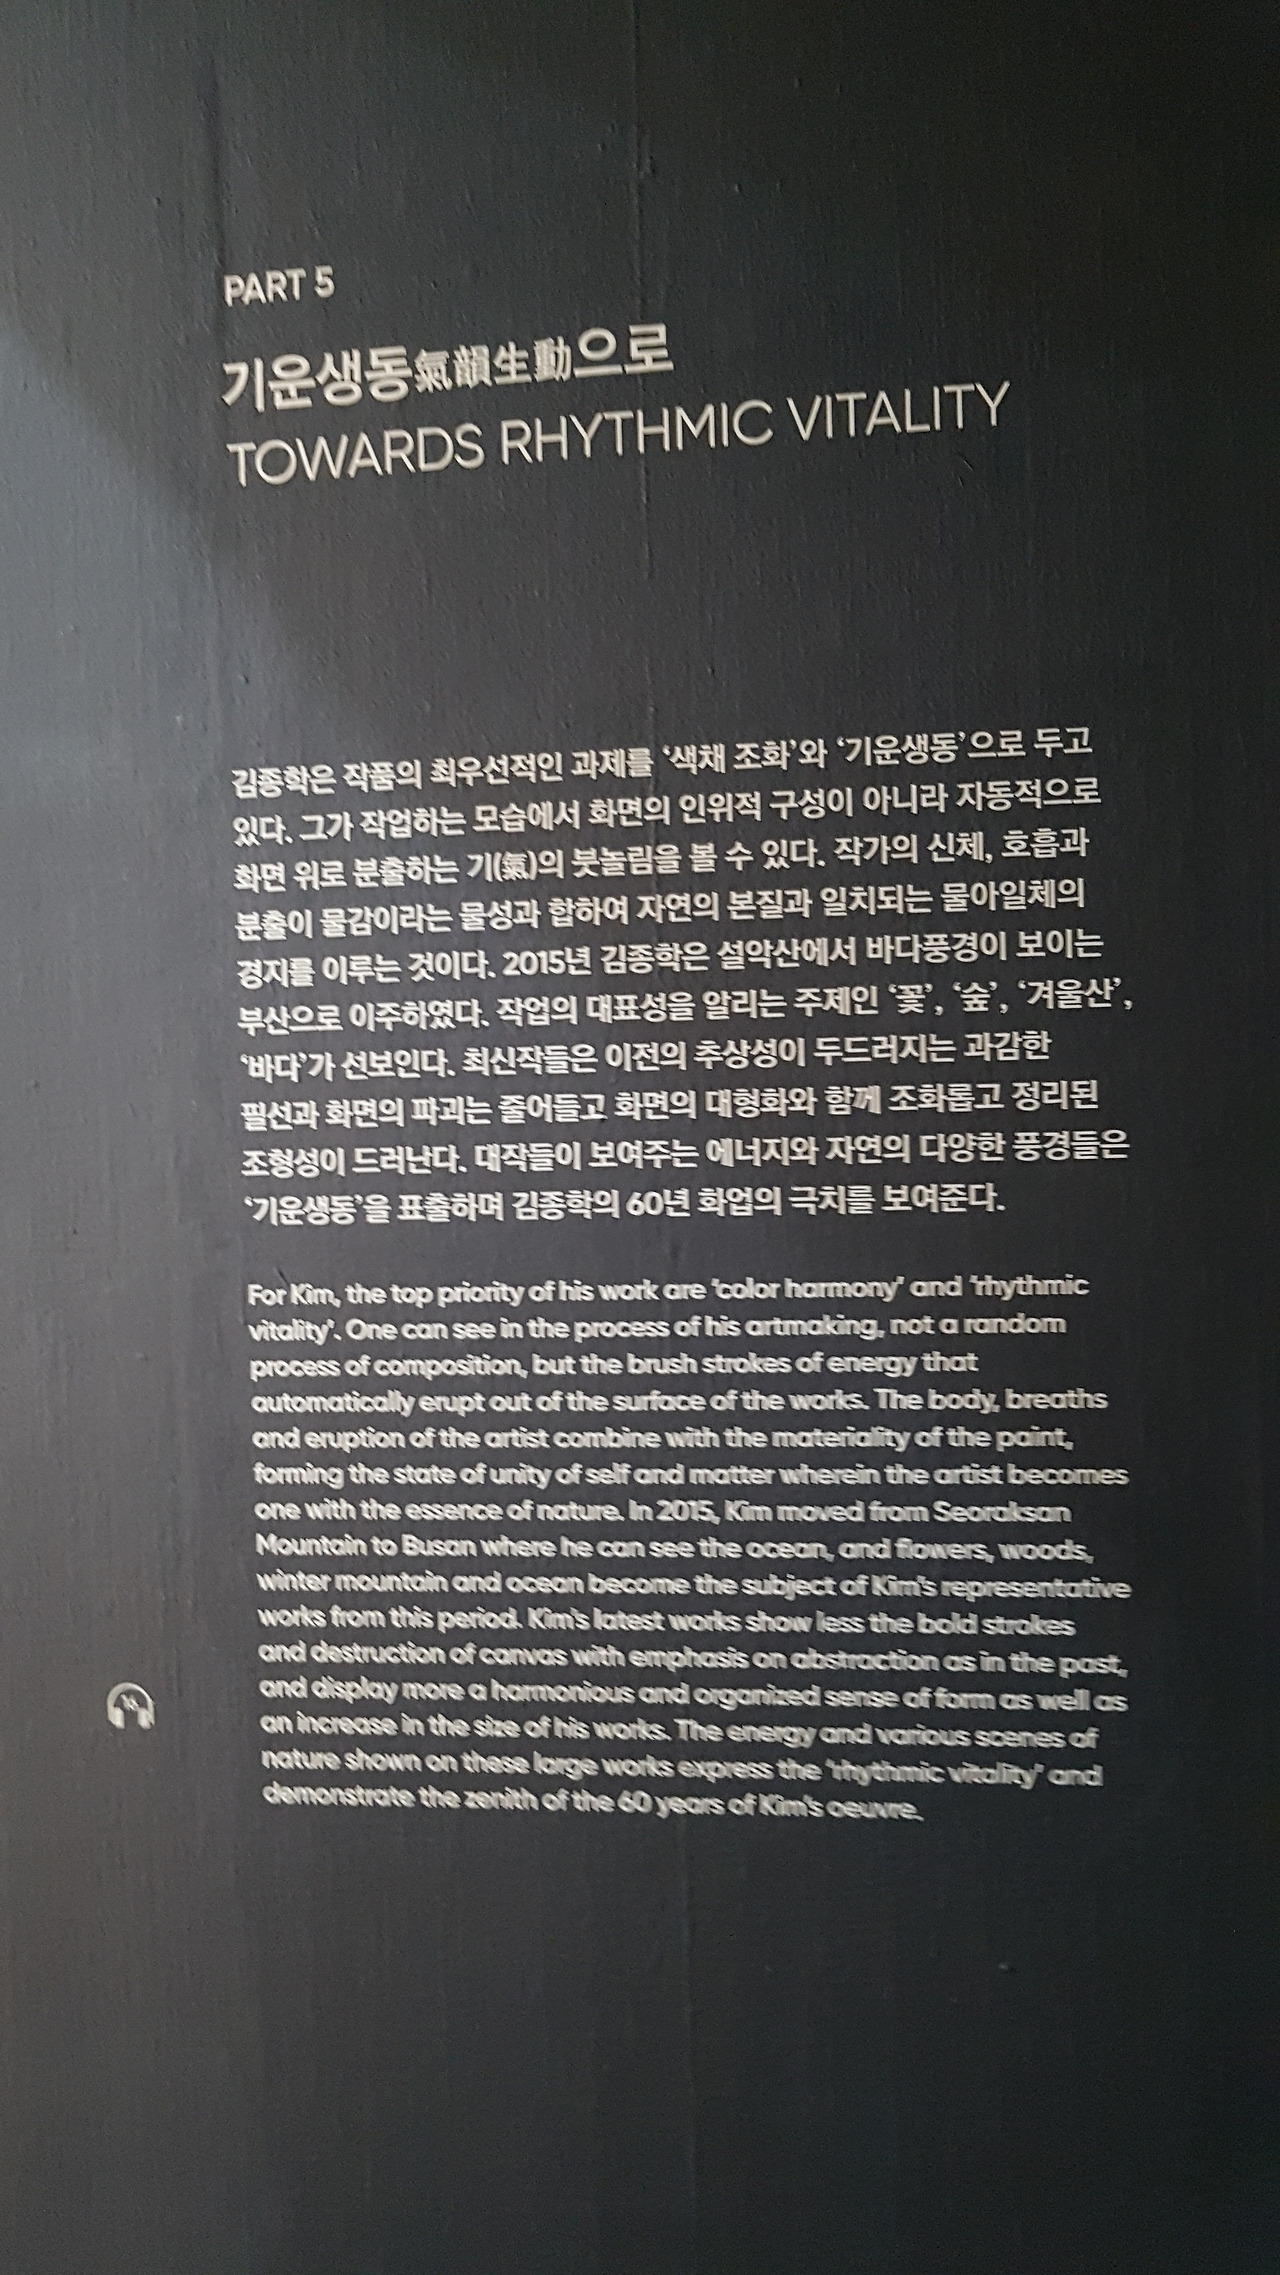 PART 5
기운생동氣韻生動으로
TOWARDS RHYTHMIC VITALITY
김종학은 작품의 최우선적인 과제를 ‘색채 조화’와 ‘기운생동’으로 두고
있다. 그가 작업하는 모습에서 화면의 인위적 구성이 아니라 자동적으로
화면 위로 분출하는 기(氣)의 붓놀림을 볼 수 있다. 작가의 신체, 호흡과
분출이 물감이라는 물성과 합하여 자연의 본질과 일치되는 물아일체의
경지를 이루는 것이다. 2015년 김종학은 설악산에서 바다풍경이 보이는
부산으로 이주하였다. 작업의 대표성을 알리는 주제인 ‘꽃’, ‘숲’, ‘겨울산’,
‘바다’가 선보인다. 최신작들은 이전의 추상성이 두드러지는 과감한
필선과 화면의 파괴는 줄어들고 화면의 대형화와 함께 조화롭고 정리된
조형성이 드러난다. 대작들이 보여주는 에너지와 자연의 다양한 풍경들은
‘기운생동’을 표출하며 김종학의 60년 화업의 극치를 보여준다.
For Kim, the top priority of his work are ‘color harmony’ and ‘rhythmic
vitality’. One can see in the process of his artmaking, not a random
process of composition, but the brush strokes of energy that
automatically erupt out of the surface of the works. The body, breaths
and eruption of the artist combine with the materiality of the paint,
forming the state of unity of self and matter wherein the artist becomes
one with the essence of nature. In 2015, Kim moved from Seoraksan
Mountain to Busan where he can see the ocean, and flowers, woods,
winter mountain and ocean become the subject of Kim's representative
works from this period. Kim's latest works show less the bold strokes
and destruction of canvas with emphasis on abstraction as in the past,
and display more a harmonious and organized sense of form as well as
an increase in the size of his works. The energy and various scenes of
nature shown on these large works express the ‘rhythmic vitality’ and
demonstrate the zenith of the 60 years of Kim's oeuvre.